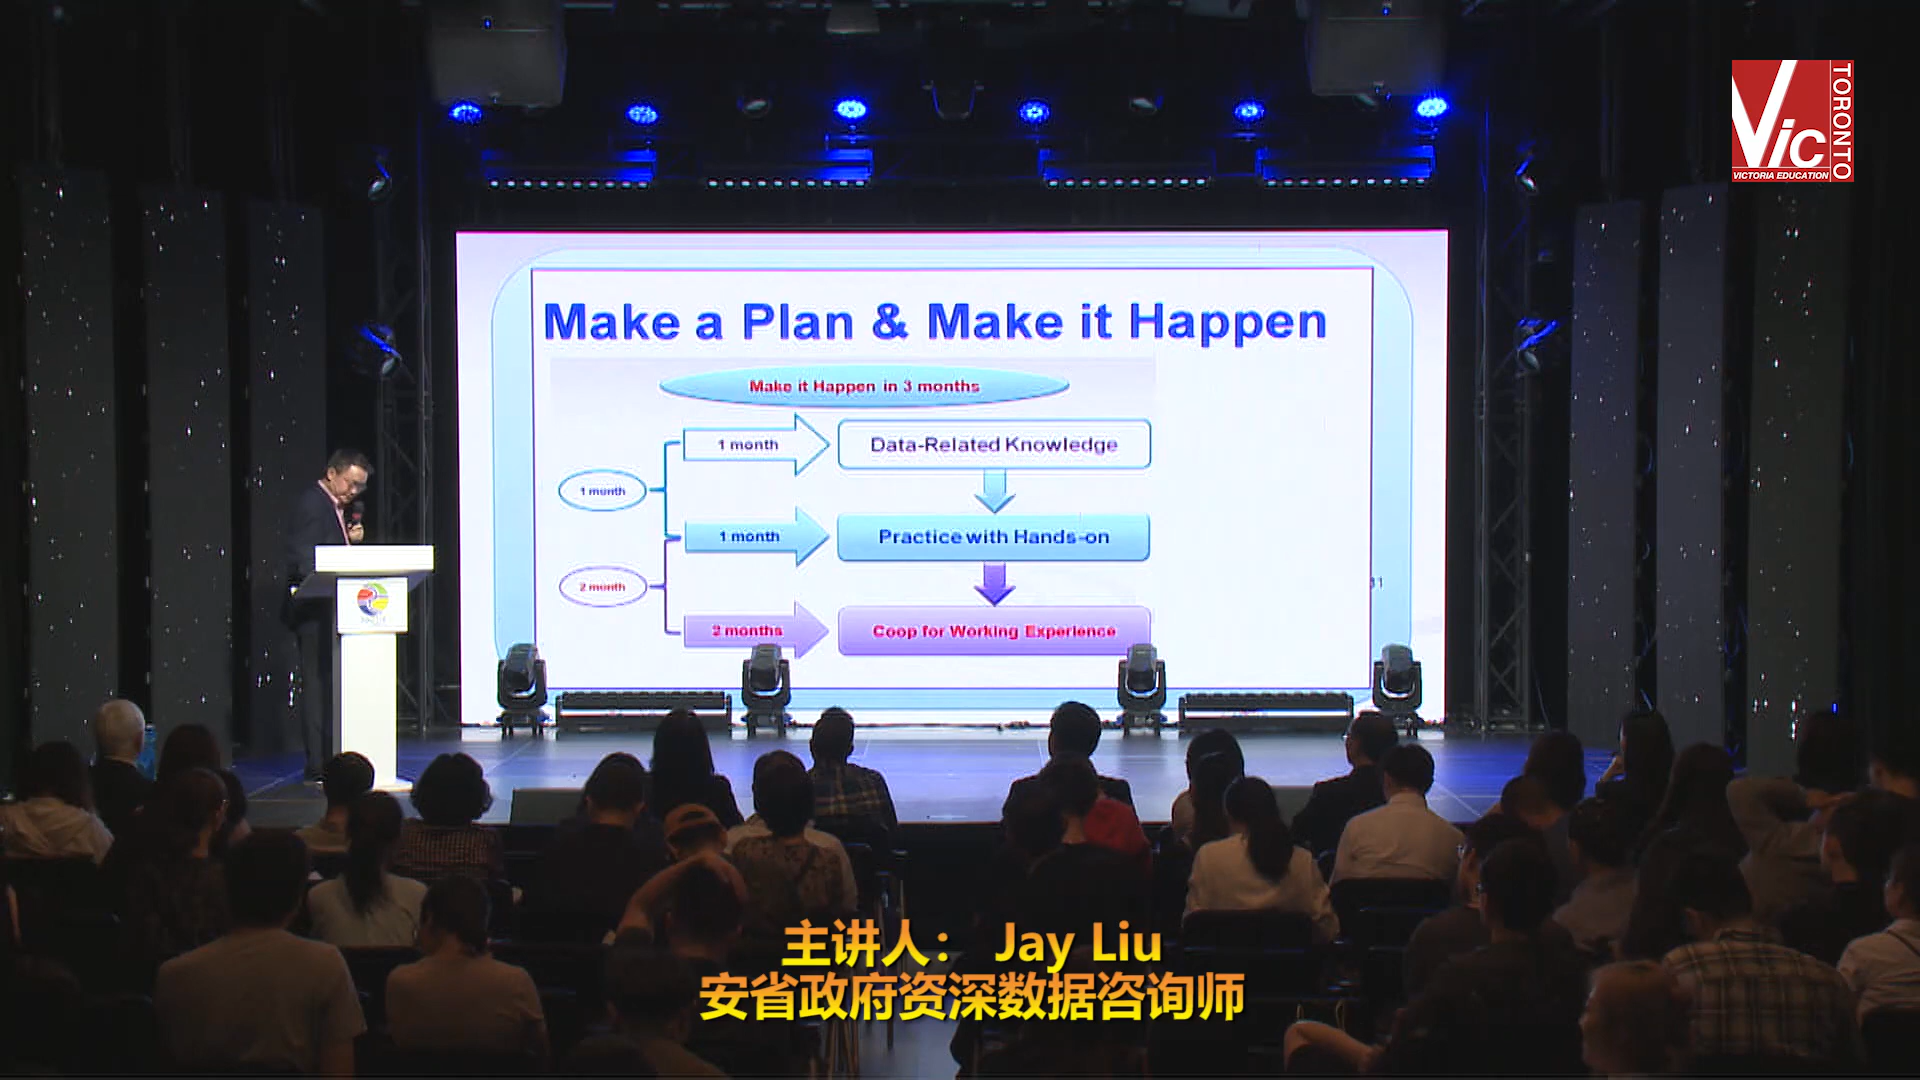 Vic
TORONTO
VICTORIA EDUCATION
Make a Plan & Make it Happen
Make it Happen in 3 months
1 month
Data-Related Knowledge
1 month
1 month
Practice with Hands-on
2 month
31
2 months
Coop for Working Experience
主讲人： Jay Liu
安省政府资深数据咨询师